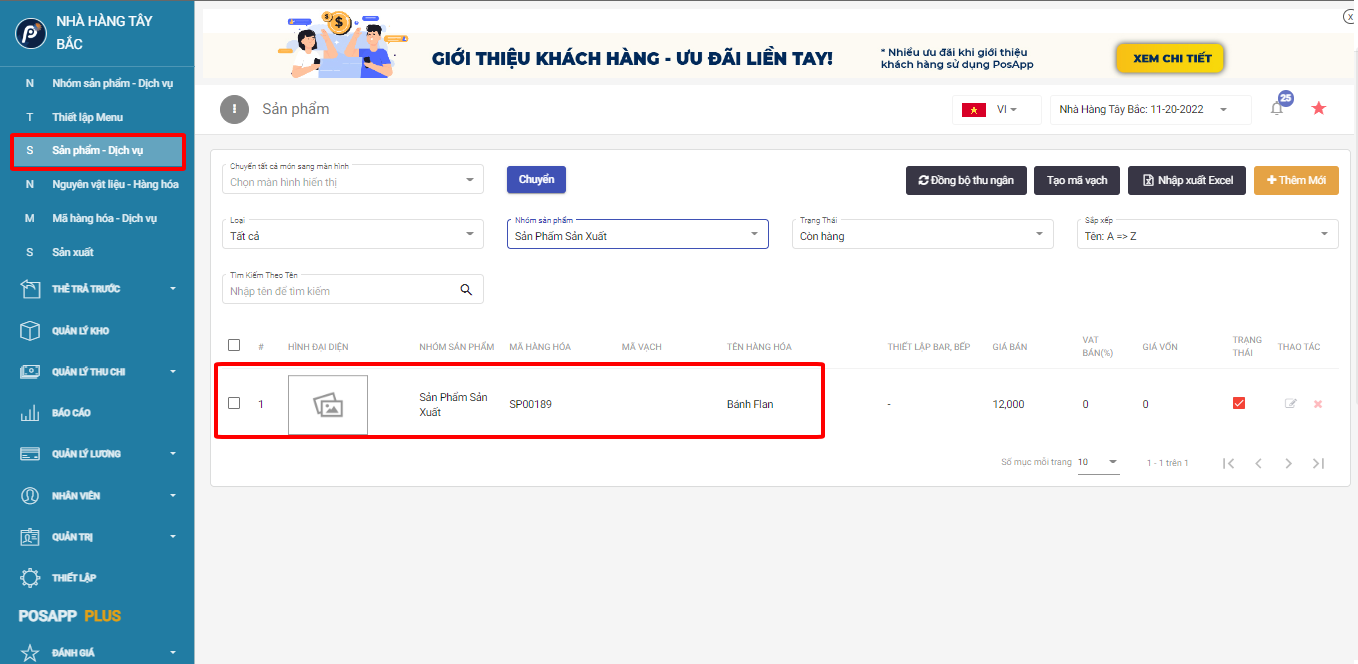 NHÀ HÀNG TÂY
BẮC
N Nhóm sản phẩm - Dịch vụ
T Thiết lập Menu
S Sản phẩm - Dịch vụ
N Nguyên vật liệu - Hàng hóa
M Mã hàng hóa - Dịch vụ
S Sản xuất
THẺ TRẢ TRƯỚC
QUẢN LÝ KHO
QUẢN LÝ THU CHI
BÁO CÁO
QUẢN LÝ LƯƠNG
NHÂN VIÊN
QUẢN TRỊ
THIẾT LẬP
POSAPP PLUS
ĐÁNH GIÁ
GIỚI THIỆU KHÁCH HÀNG - ƯU ĐÃI LIỀN TAY!
* Nhiều ưu đãi khi giới thiệu
khách hàng sử dụng PosApp
XEM CHI TIẾT
Sản phẩm
VI
Nhà Hàng Tây Bắc: 11-20-2022
25
Chuyển tất cả món sang màn hình
Chọn màn hình hiển thị
Chuyển
Đồng bộ thu ngân
Tạo mã vạch
Nhập xuất Excel
+ Thêm Mới
Loại
Tất cả
Nhóm sản phẩm
Sản Phẩm Sản Xuất
Trạng Thái
Còn hàng
Sắp xếp
Tên: A => Z
Tìm Kiếm Theo Tên
Nhập tên để tìm kiếm
# HÌNH ĐẠI DIỆN NHÓM SẢN PHẨM MÃ HÀNG HÓA MÃ VẠCH TÊN HÀNG HÓA THIẾT LẬP BAR, BẾP GIÁ BÁN VAT BÁN(%) GIÁ VỐN TRẠNG THÁI THAO TÁC
1 Sản Phẩm Sản Xuất SP00189 Bánh Flan - 12,000 0 0
Số mục mỗi trang 10 1 - 1 trên 1